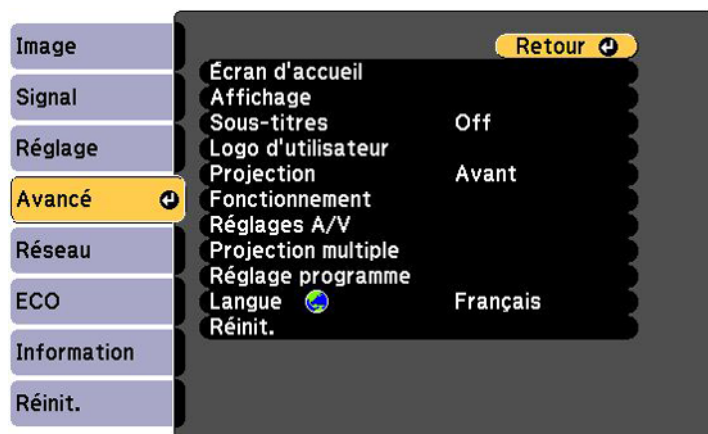 Image
Signal
Réglage
Avancé
Réseau
ECO
Information
Réinit.
Retour
Écran d'accueil
Affichage
Sous-titres Off
Logo d'utilisateur
Projection Avant
Fonctionnement
Réglages A/V
Projection multiple
Réglage programme
Langue Français
Réinit.